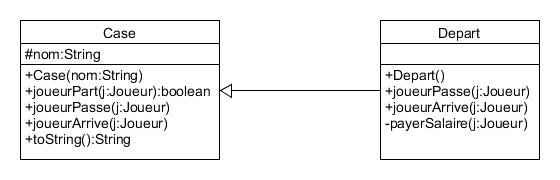 Case
#nom:String
+Case(nom:String)
+joueurPart(j:Joueur):boolean
+joueurPasse(j:Joueur)
+joueurArrive(j:Joueur)
+toString():String
Depart
+Depart()
+joueurPasse(j:Joueur)
+joueurArrive(j:Joueur)
-payerSalaire(j:Joueur)